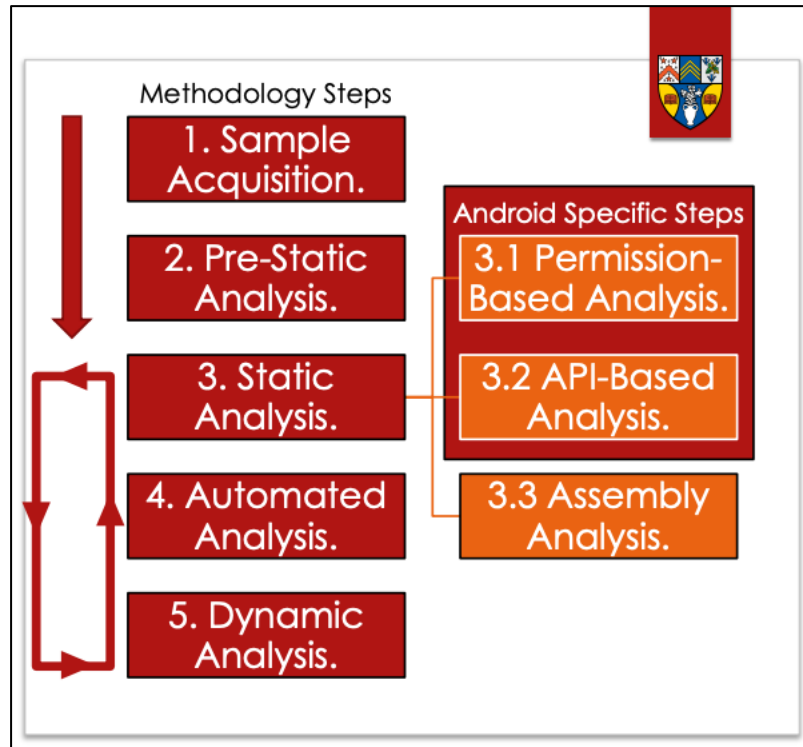 Methodology Steps
1. Sample
Acquisition.
2. Pre-Static
Analysis.
3. Static
Analysis.
4. Automated
Analysis.
5. Dynamic
Analysis.
Android Specific Steps
3.1 Permission-
Based Analysis.
3.2 API-Based
Analysis.
3.3 Assembly
Analysis.